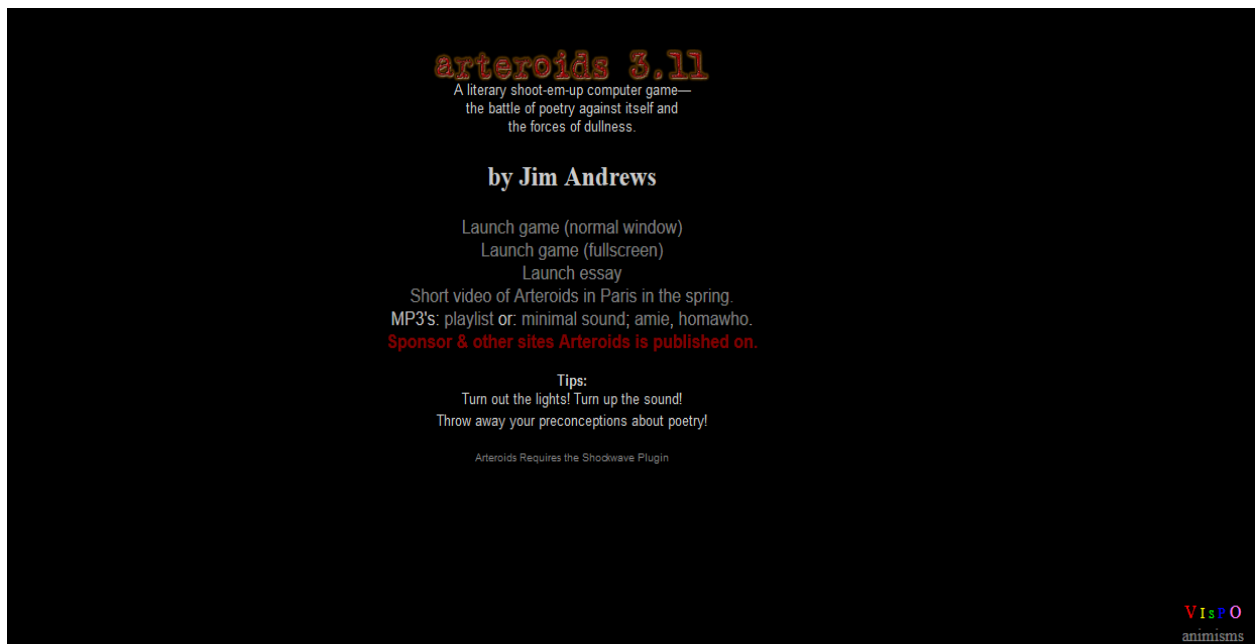 arteroids 3.11
A literary shoot-em-up computer game—
the battle of poetry against itself and
the forces of dullness.
by Jim Andrews
Launch game (normal window)
Launch game (fullscreen)
Launch essay
Short video of Arteroids in Paris in the spring.
MP3's: playlist or: minimal sound; amie, homawho.
Sponsor & other sites Arteroids is published on.
Tips:
Turn out the lights! Turn up the sound!
Throw away your preconceptions about poetry!
Arteroids Requires the Shockwave Plugin
VIsPO
animisms